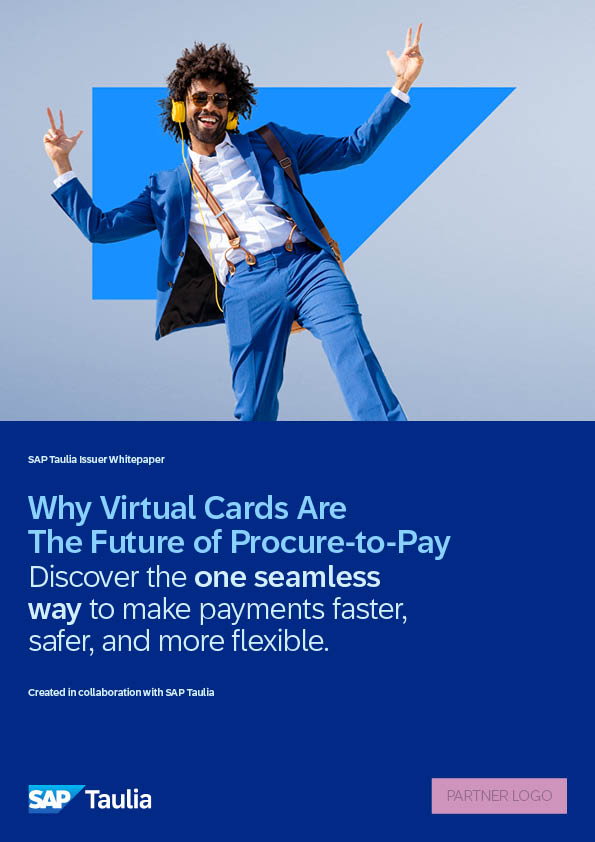 SAP Taulia Issuer Whitepaper
Why Virtual Cards Are
The Future of Procure-to-Pay
Discover the one seamless
way to make payments faster,
safer, and more flexible.
Created in collaboration with SAP Taulia
SAP Taulia
PARTNER LOGO